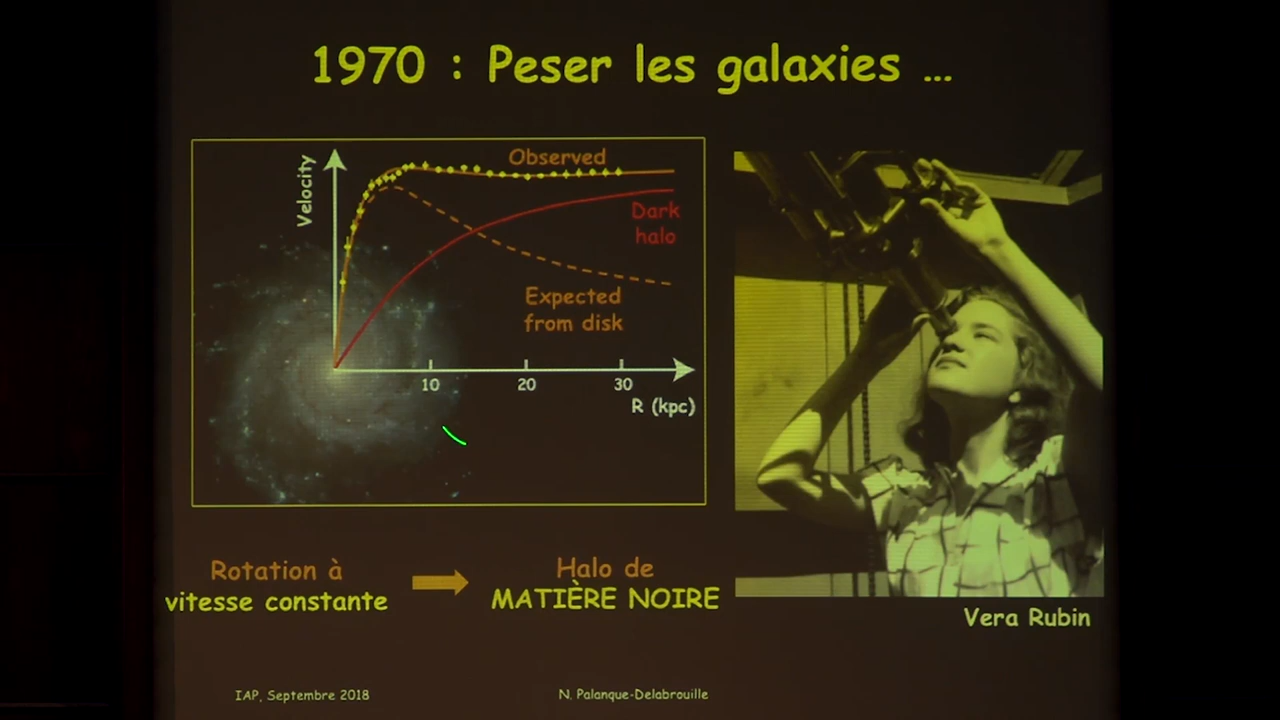 1970 : Peser les galaxies ...
Velocity
Observed
Dark
halo
Expected
from disk
10
20
30
R (kpc)
Rotation à
vitesse constante
Halo de
MATIÈRE NOIRE
Vera Rubin
IAP, Septembre 2018
N. Palanque-Delabrouille